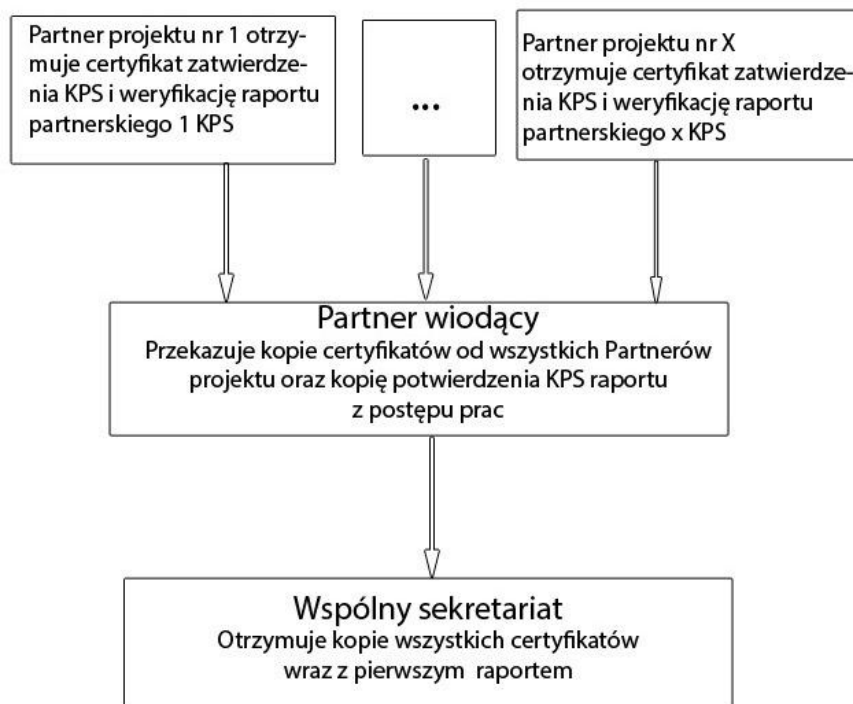 Partner projektu nr 1 otrzy-
muje certyfikat zatwierdze-
nia KPS i weryfikację raportu
partnerskiego 1 KPS
...
Partner projektu nr X
otrzymuje certyfikat zatwierdze-
nia KPS i weryfikację raportu
partnerskiego x KPS
Partner wiodący
Przekazuje kopie certyfikatów od wszystkich Partnerów
projektu oraz kopię potwierdzenia KPS raportu
z postępu prac
Wspólny sekretariat
Otrzymuje kopie wszystkich certyfikatów
wraz z pierwszym raportem